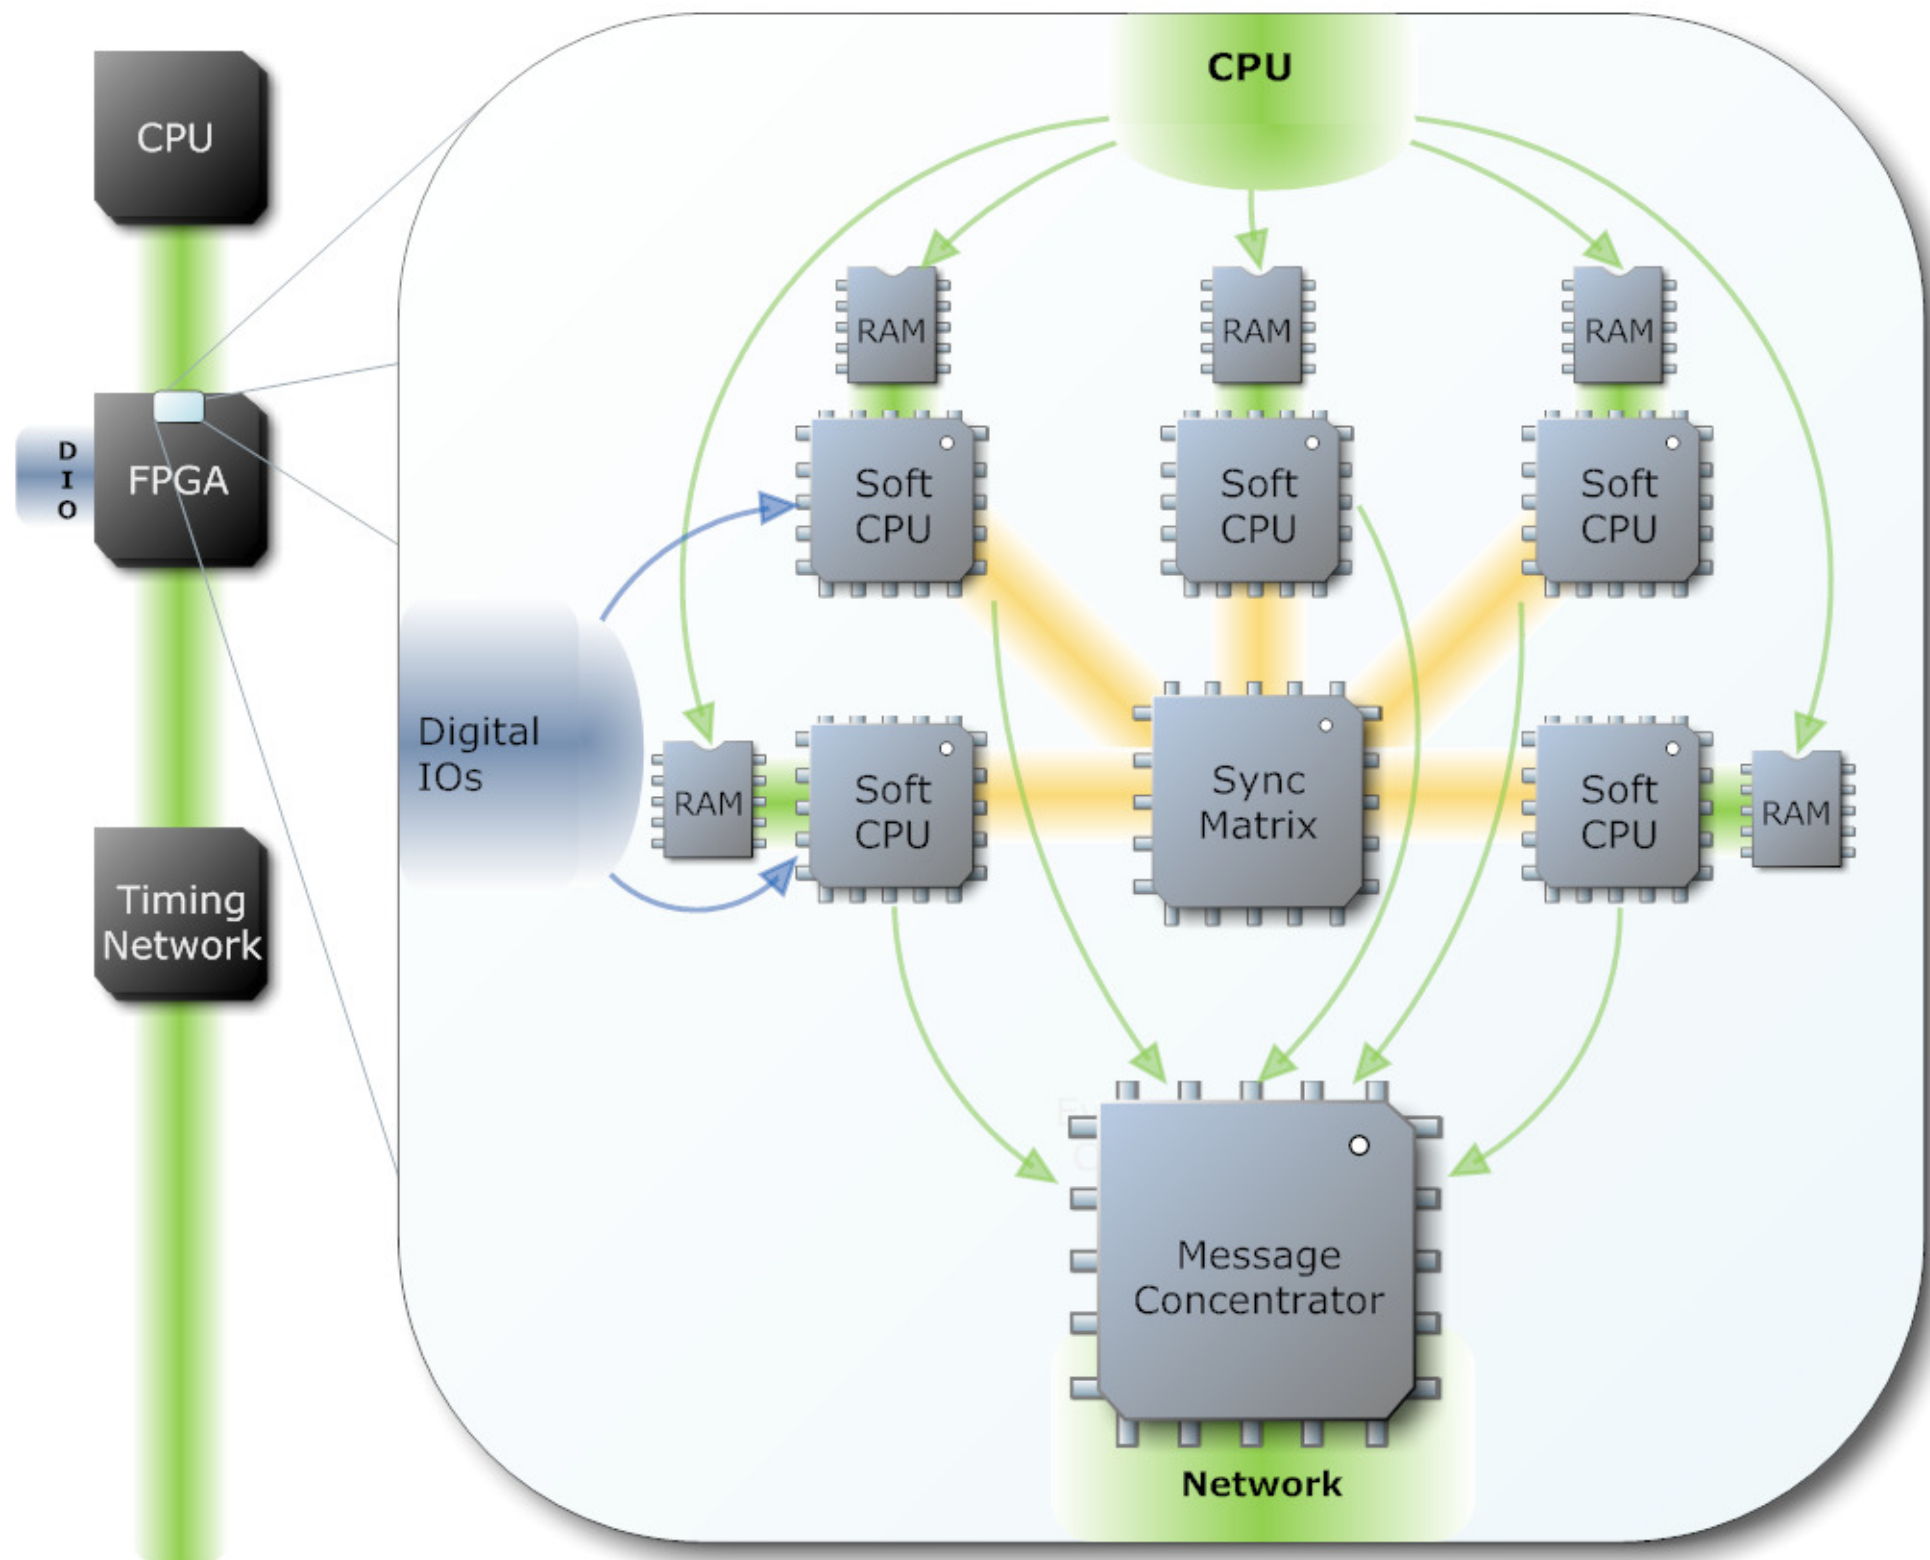 CPU
D
I
O
FPGA
Timing
Network
CPU
RAM
RAM
RAM
Soft
CPU
Soft
CPU
Soft
CPU
Digital
IOs
RAM
Soft
CPU
Sync
Matrix
Soft
CPU
RAM
Message
Concentrator
Network